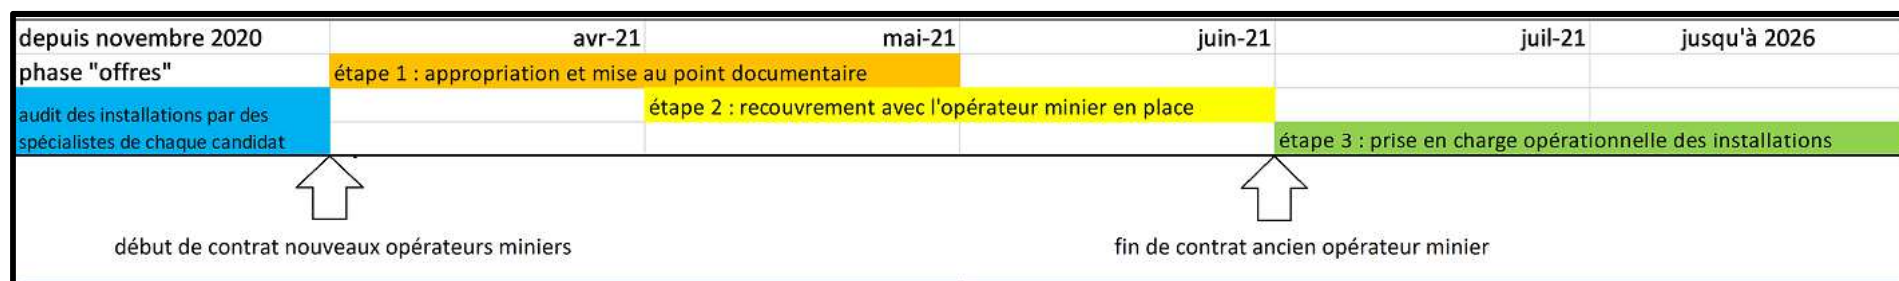 depuis novembre 2020 avr-21 mai-21 juin-21 juil-21 jusqu'à 2026
phase "offres" étape 1 : appropriation et mise au point documentaire
audit des installations par des étape 2 : recouvrement avec l'opérateur minier en place
spécialistes de chaque candidat étape 3 : prise en charge opérationnelle des installations
début de contrat nouveaux opérateurs miniers fin de contrat ancien opérateur minier